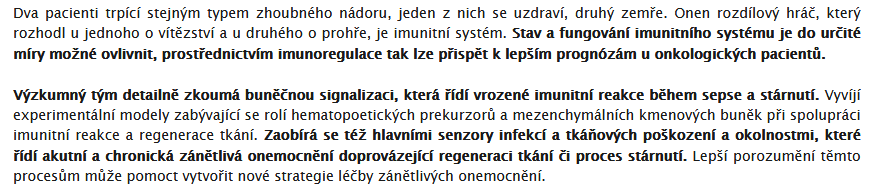 Dva pacienti trpící stejným typem zhoubného nádoru, jeden z nich se uzdraví, druhý zemře. Onen rozdílový hráč, který
rozhodl u jednoho o vítězství a u druhého o prohře, je imunitní systém. Stav a fungování imunitního systému je do určité
míry možné ovlivnit, prostřednictvím imunoregulace tak lze přispět k lepším prognózám u onkologických pacientů.
Výzkumný tým detailně zkoumá buněčnou signalizaci, která řídí vrozené imunitní reakce během sepse a stárnutí. Vyvíjí
experimentální modely zabývající se rolí hematopoetických prekurzorů a mezenchymálních kmenových buněk při spolupráci
imunitní reakce a regenerace tkání. Zaobírá se též hlavními senzory infekcí a tkáňových poškození a okolnostmi, které
řídí akutní a chronická zánětlivá onemocnění doprovázející regeneraci tkání či proces stárnutí. Lepší porozumění těmto
procesům může pomoct vytvořit nové strategie léčby zánětlivých onemocnění.